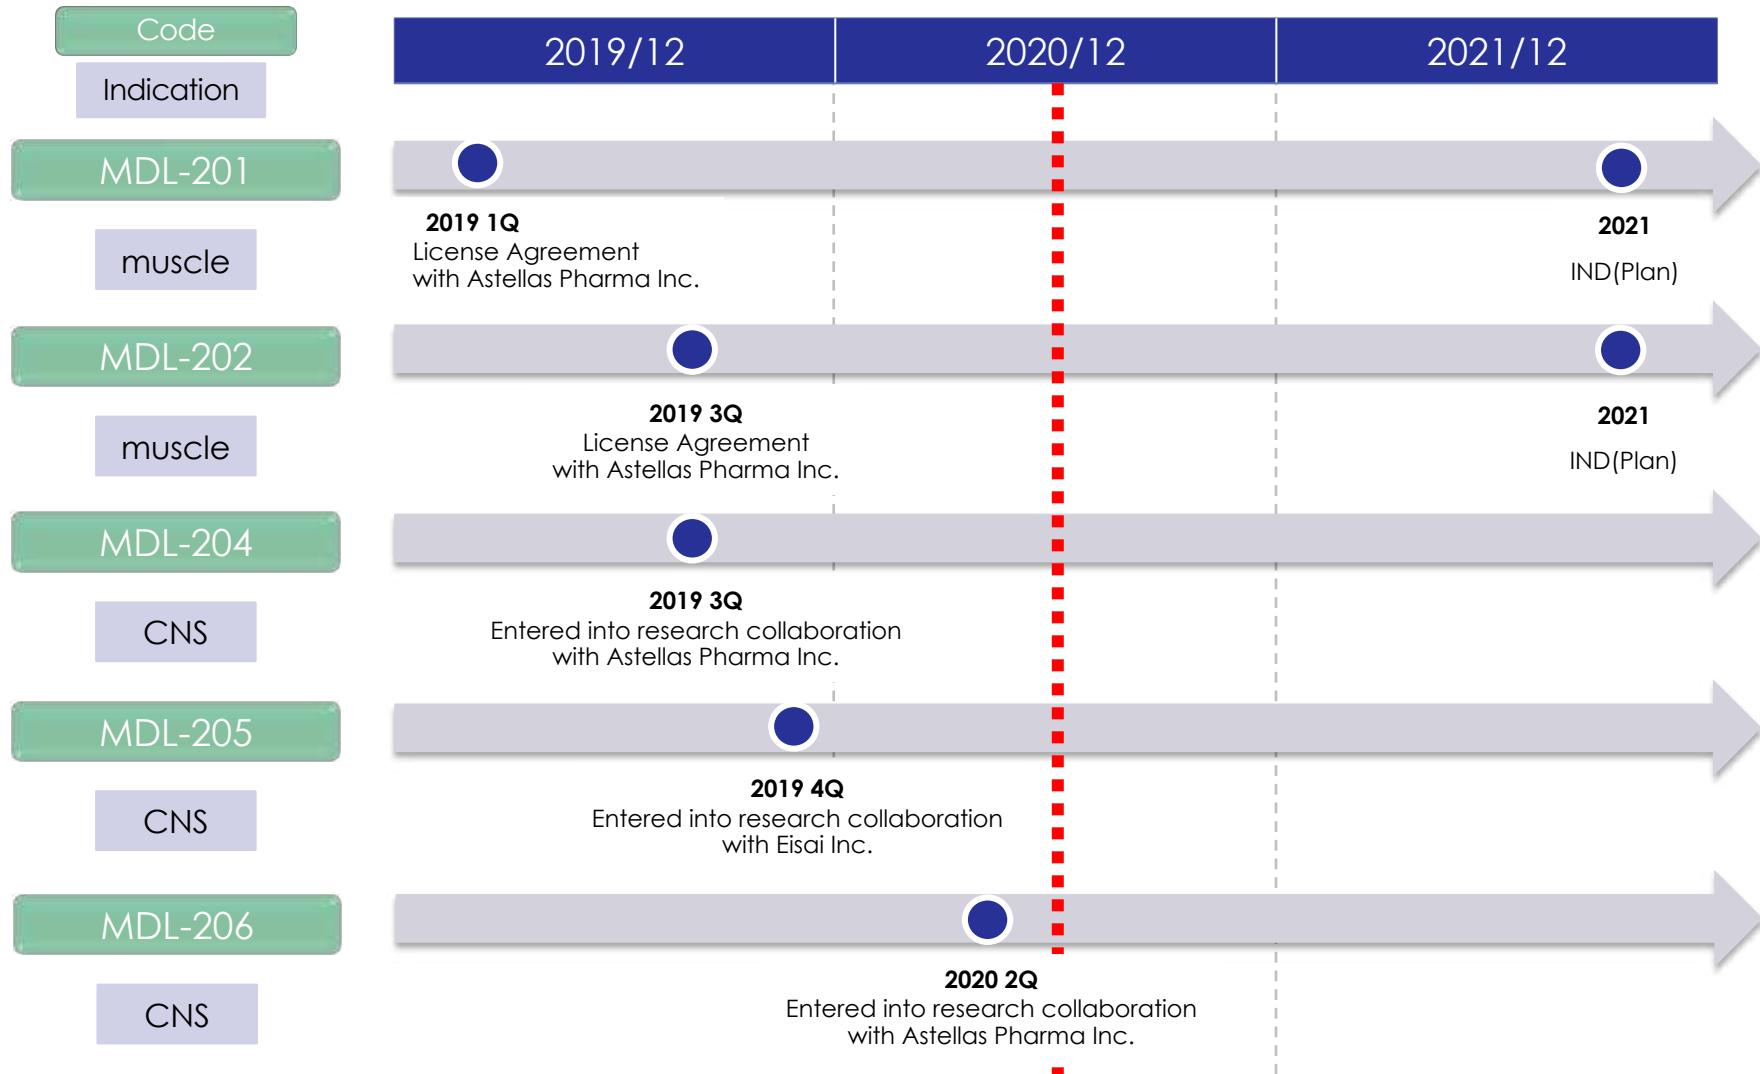 Code
Indication
2019/12
2020/12
2021/12
MDL-201
muscle
2019 1Q
License Agreement
with Astellas Pharma Inc.
2021
IND(Plan)
MDL-202
muscle
2019 3Q
License Agreement
with Astellas Pharma Inc.
2021
IND(Plan)
MDL-204
CNS
2019 3Q
Entered into research collaboration
with Astellas Pharma Inc.
MDL-205
CNS
2019 4Q
Entered into research collaboration
with Eisai Inc.
MDL-206
CNS
2020 2Q
Entered into research collaboration
with Astellas Pharma Inc.